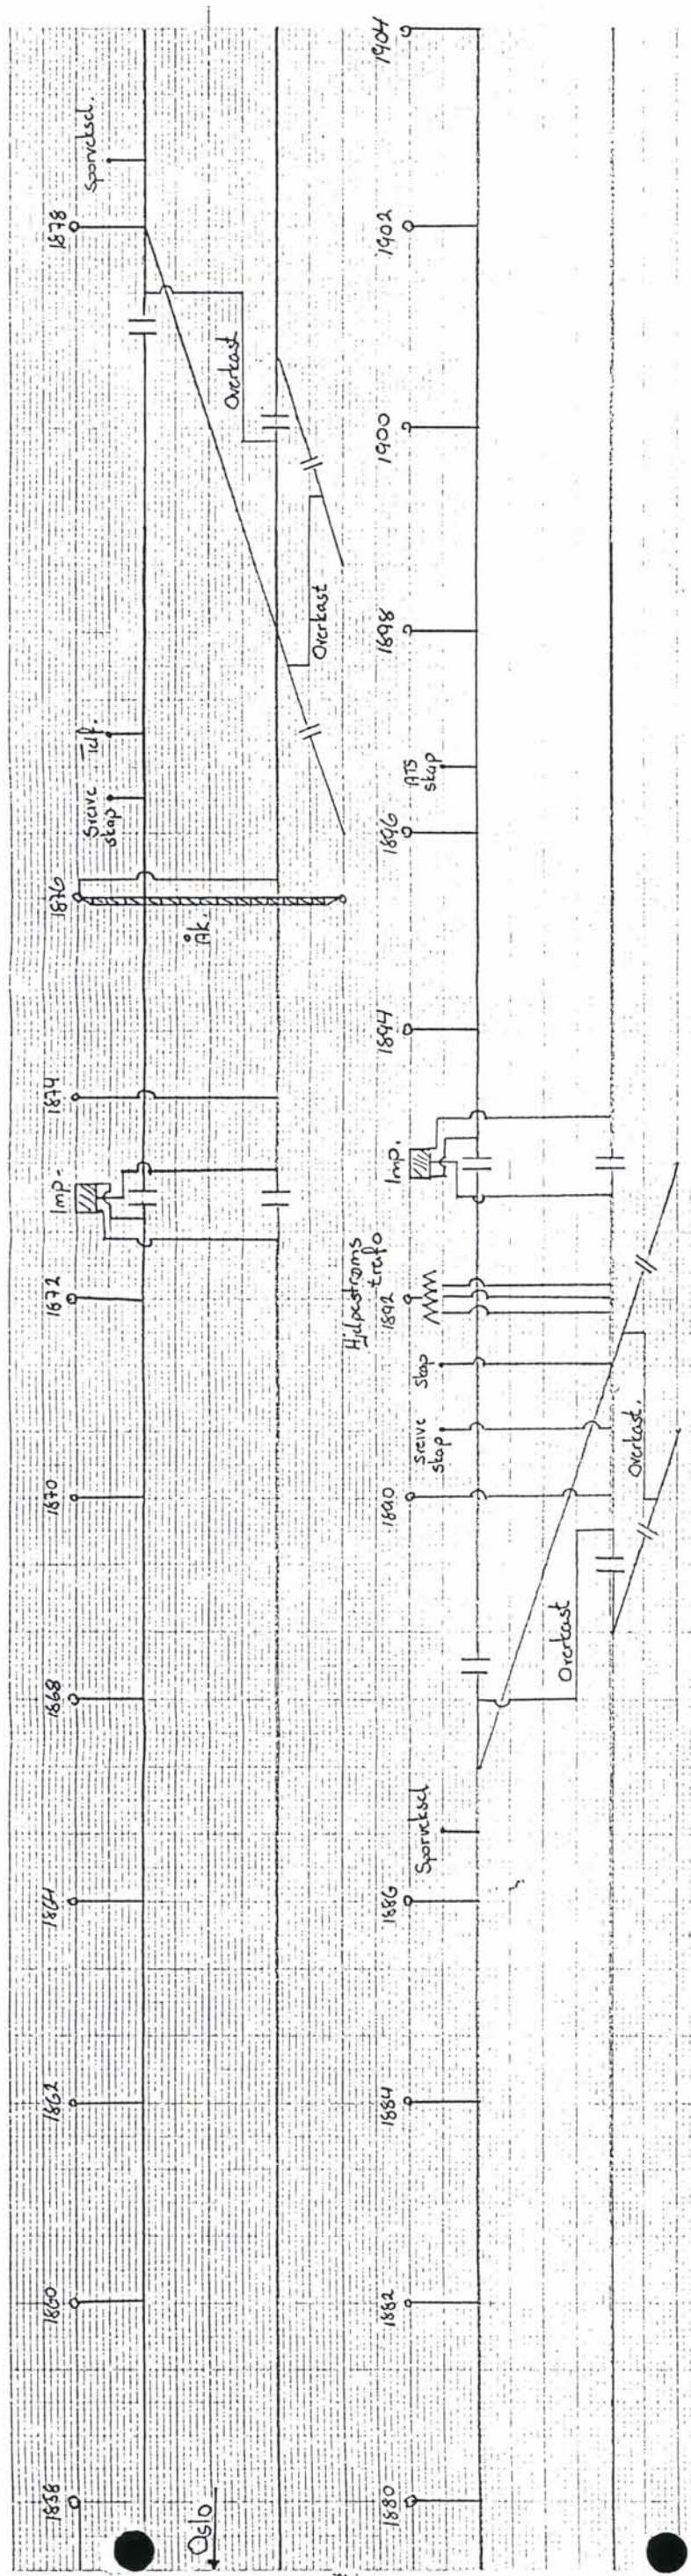 1858
1860
1862
1864
1868
1870
1872
Imp-
1874
1876
Åk.
Sveive
skap
Tlf.
Overkast
Overkast
1878
Sporveksel.
Oslo
1880
1882
1884
1886
Sporveksel
Overkast
1890
Sveive
skap
Skap
Overkast.
Hjelpestrøms
trafo
1892
Imp.
1894
1896
ATS
skap
1898
1900
1902
1904